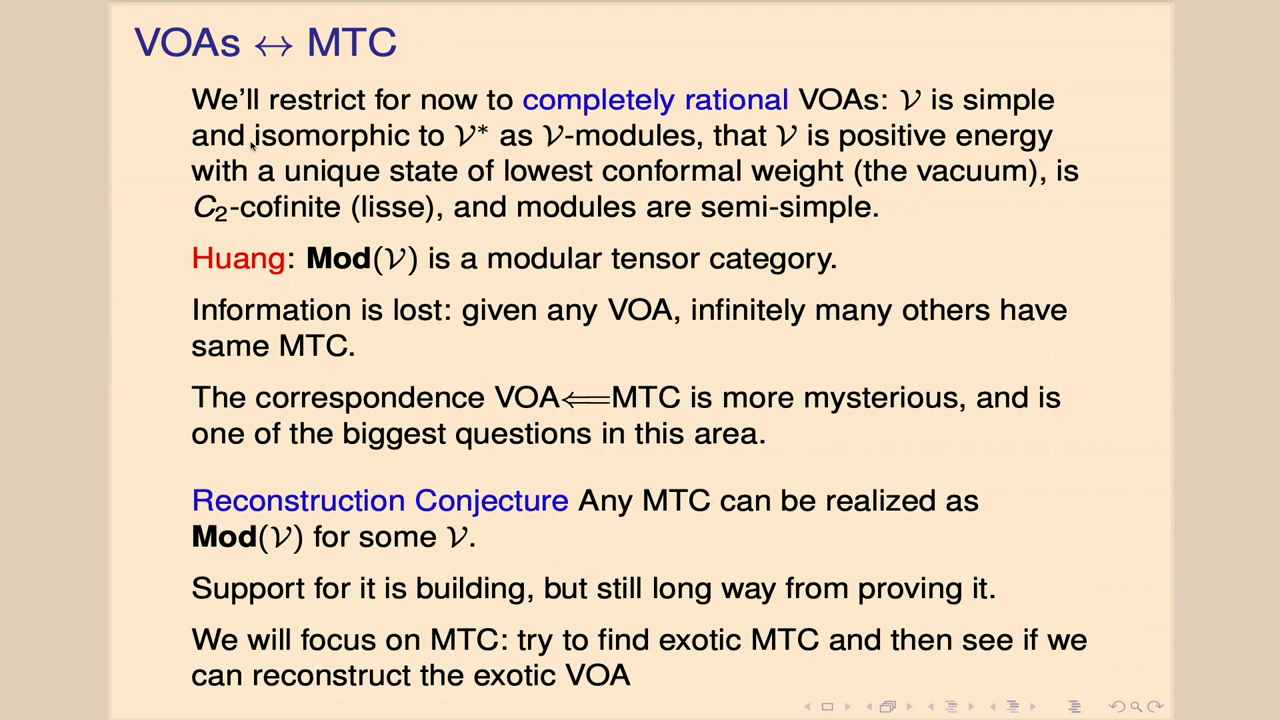 VOAs ↔ MTC
We'll restrict for now to completely rational VOAs: 𝒱 is simple
and isomorphic to 𝒱* as 𝒱-modules, that 𝒱 is positive energy
with a unique state of lowest conformal weight (the vacuum), is
C₂-cofinite (lisse), and modules are semi-simple.
Huang: Mod(𝒱) is a modular tensor category.
Information is lost: given any VOA, infinitely many others have
same MTC.
The correspondence VOA⟸MTC is more mysterious, and is
one of the biggest questions in this area.
Reconstruction Conjecture Any MTC can be realized as
Mod(𝒱) for some 𝒱.
Support for it is building, but still long way from proving it.
We will focus on MTC: try to find exotic MTC and then see if we
can reconstruct the exotic VOA